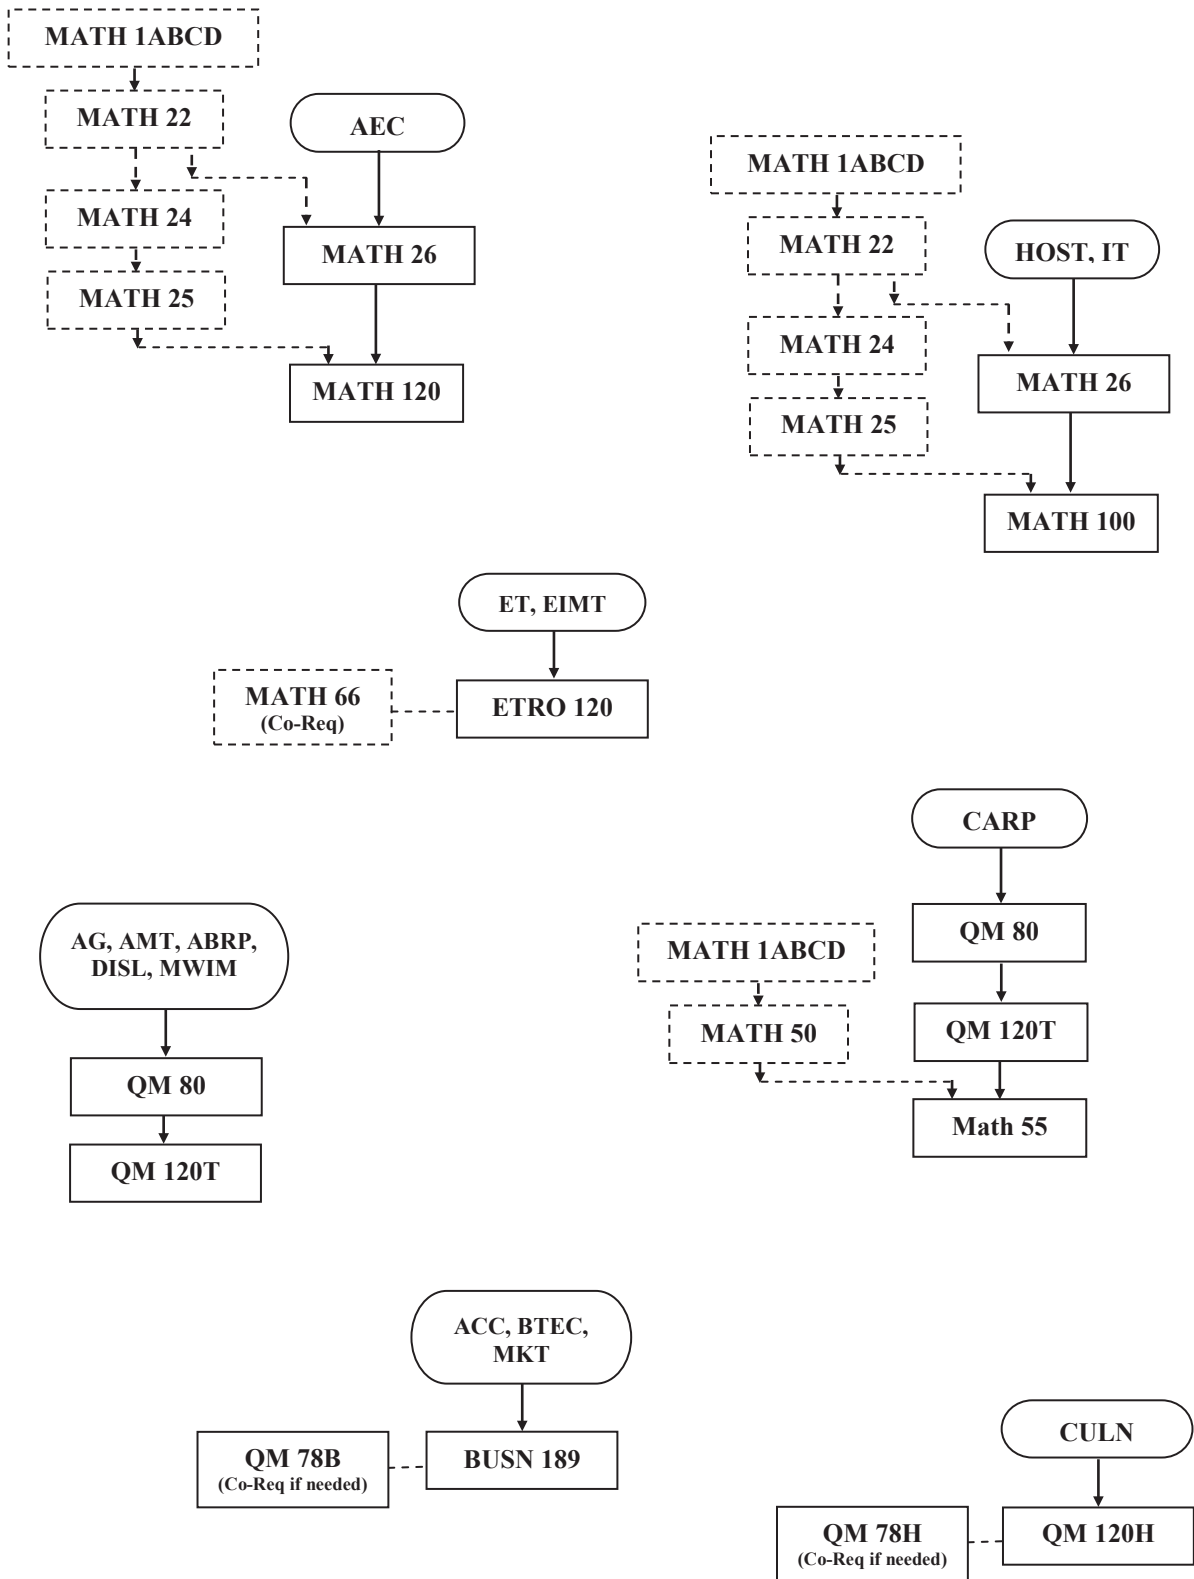 MATH 1ABCD
MATH 22
AEC
MATH 24
MATH 26
MATH 25
MATH 120
MATH 1ABCD
MATH 22
HOST, IT
MATH 24
MATH 26
MATH 25
MATH 100
ET, EIMT
MATH 66
(Co-Req)
ETRO 120
CARP
QM 80
MATH 1ABCD
MATH 50
QM 120T
Math 55
AG, AMT, ABRP,
DISL, MWIM
QM 80
QM 120T
ACC, BTEC,
MKT
QM 78B
(Co-Req if needed)
BUSN 189
CULN
QM 78H
(Co-Req if needed)
QM 120H